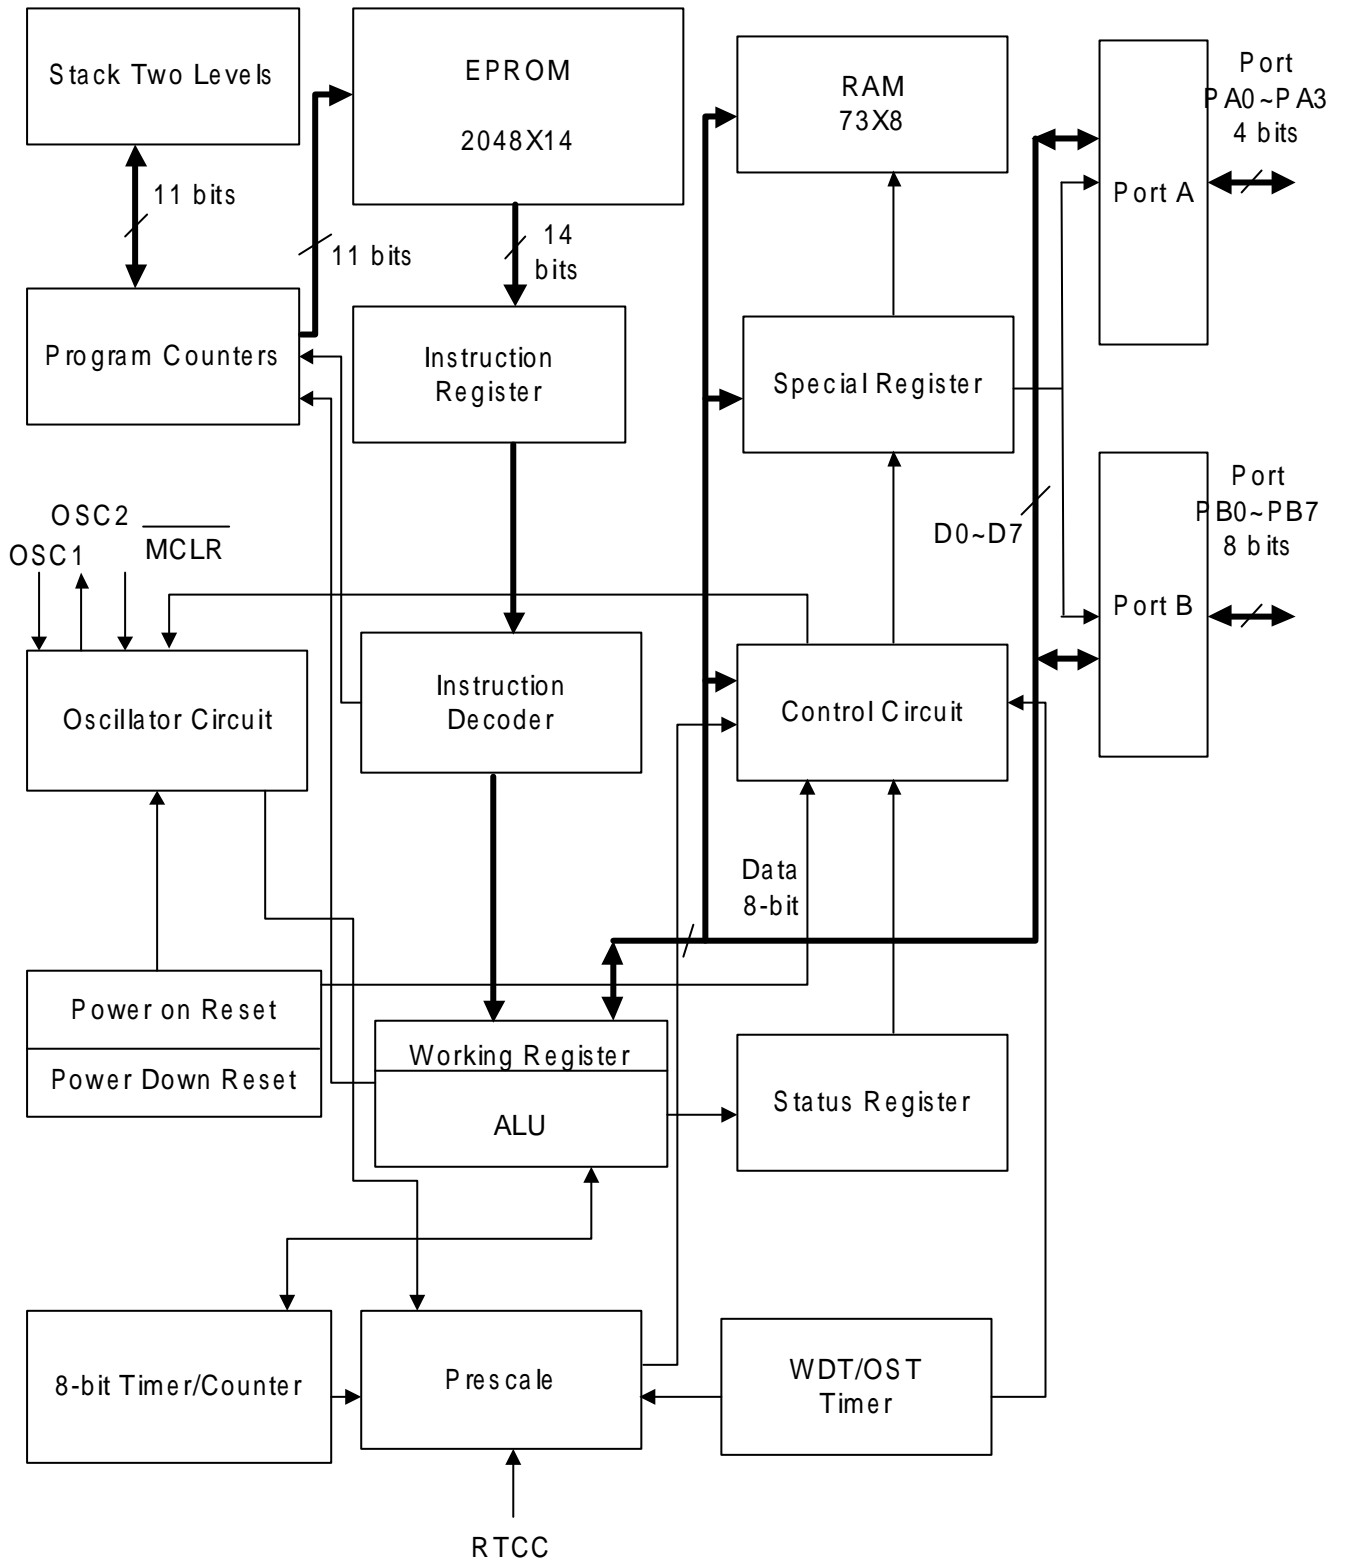 Stack Two Levels
EPROM
2048X14
RAM
73X8
Port
PA0~PA3
4 bits
Port A
11 bits
11 bits
14
bits
Program Counters
Instruction
Register
Special Register
Port
PB0~PB7
8 bits
D0~D7
OSC2
MCLR
OSC1
Port B
Oscillator Circuit
Instruction
Decoder
Control Circuit
Data
8-bit
Power on Reset
Power Down Reset
Working Register
ALU
Status Register
8-bit Timer/Counter
Prescale
WDT/OST
Timer
RTCC